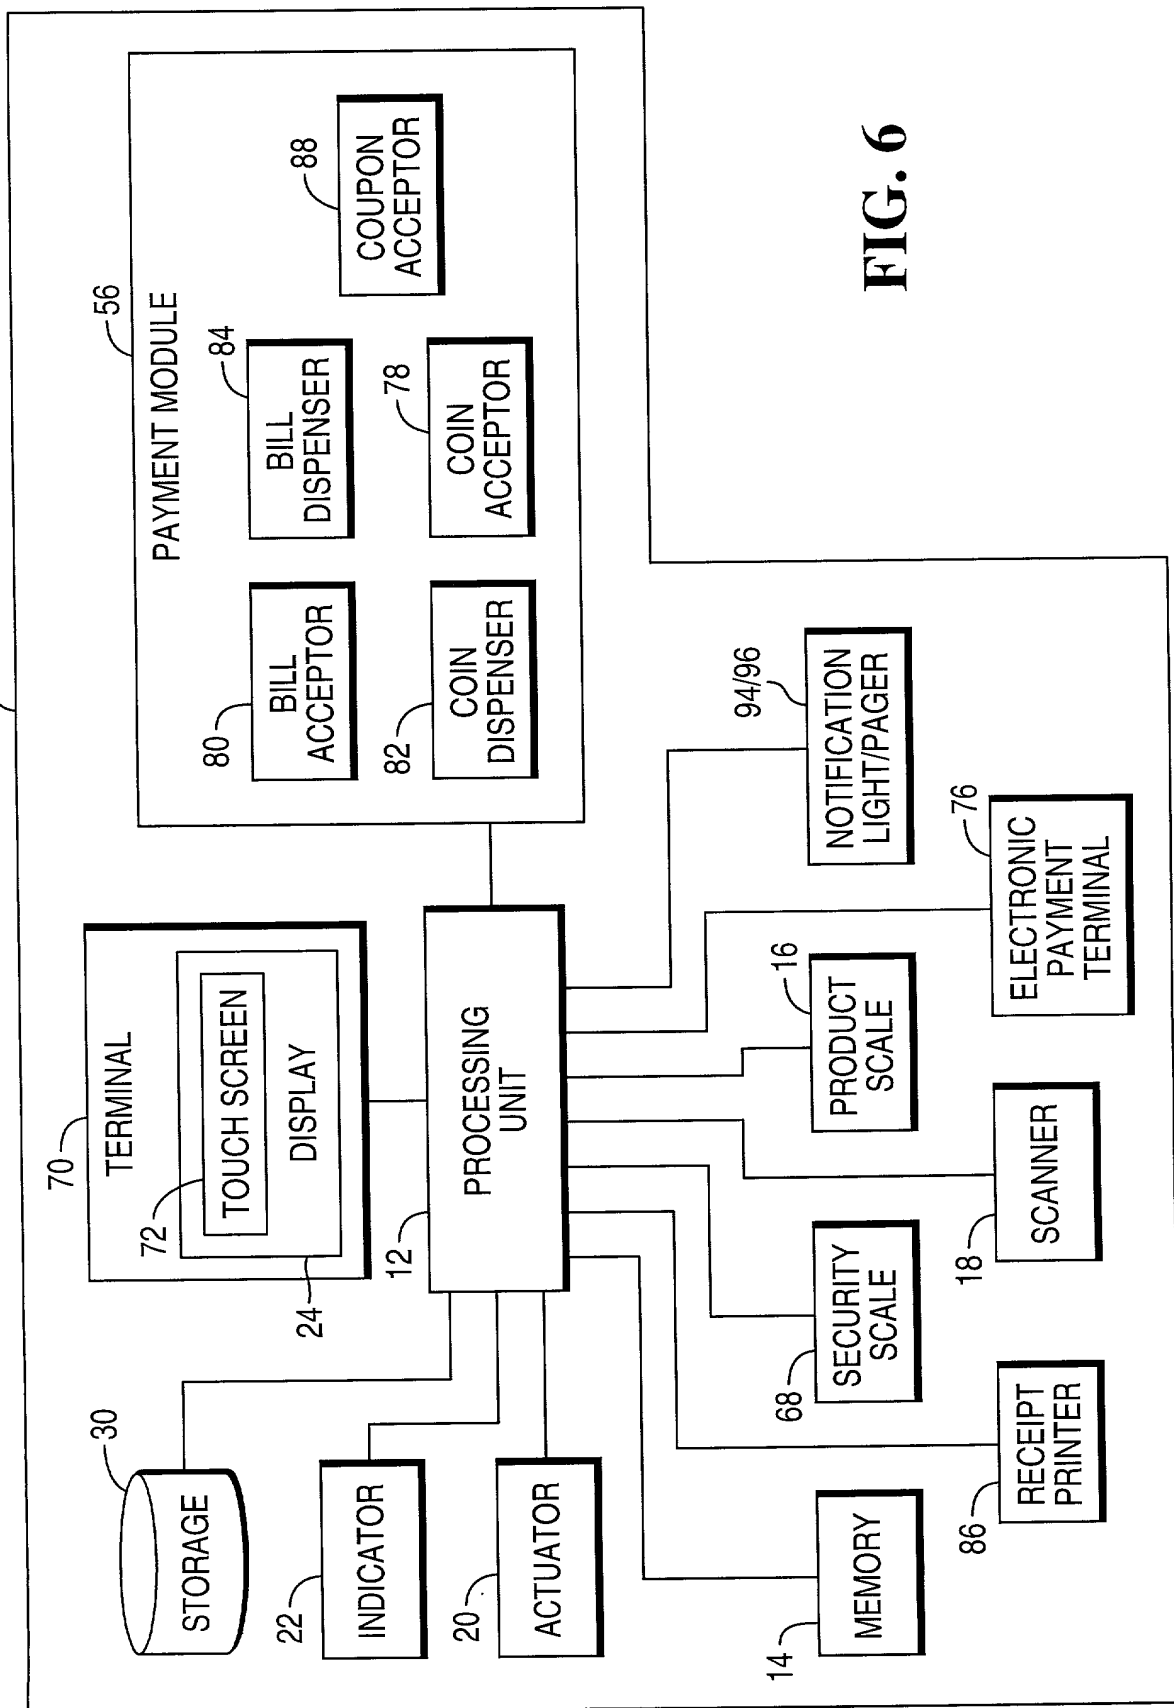 30
STORAGE
22
INDICATOR
20
ACTUATOR
70
TERMINAL
72
TOUCH SCREEN
DISPLAY
24
12
PROCESSING
UNIT
56
PAYMENT MODULE
80
BILL
ACCEPTOR
84
BILL
DISPENSER
82
COIN
DISPENSER
78
COIN
ACCEPTOR
88
COUPON
ACCEPTOR
14
MEMORY
86
RECEIPT
PRINTER
68
SECURITY
SCALE
18
SCANNER
16
PRODUCT
SCALE
76
ELECTRONIC
PAYMENT
TERMINAL
94/96
NOTIFICATION
LIGHT/PAGER
FIG. 6